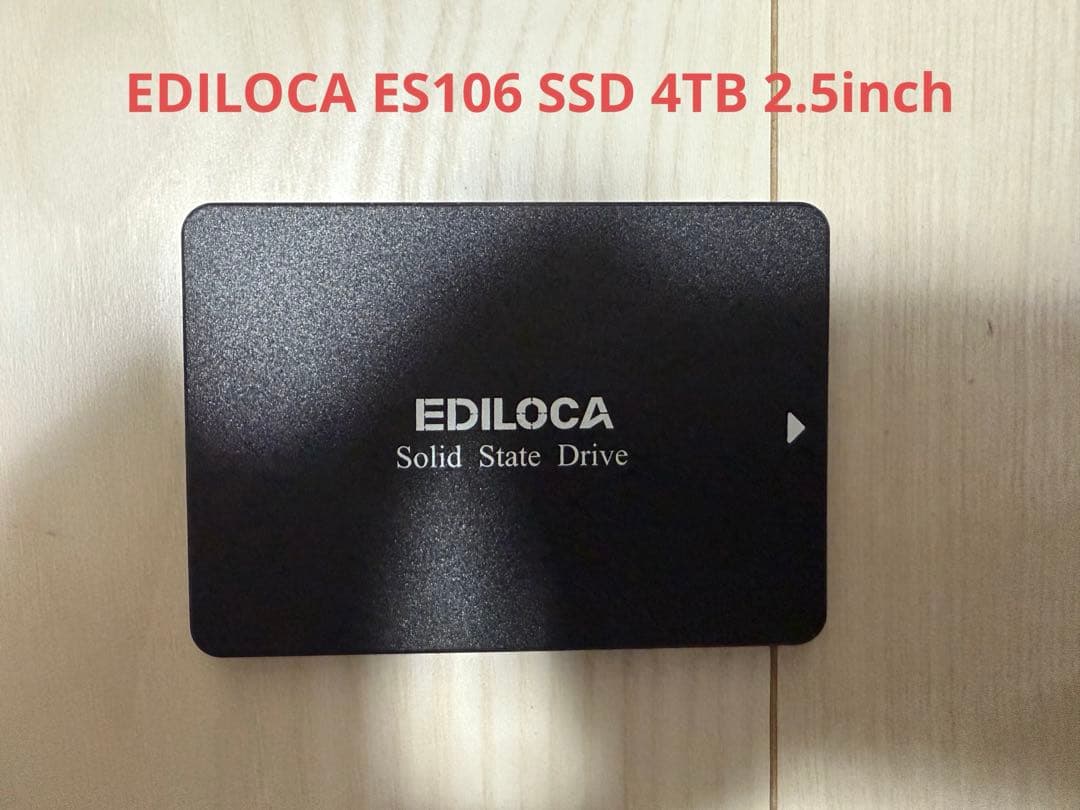 EDILOCA ES106 SSD 4TB 2.5inch
EDILOCA
Solid State Drive